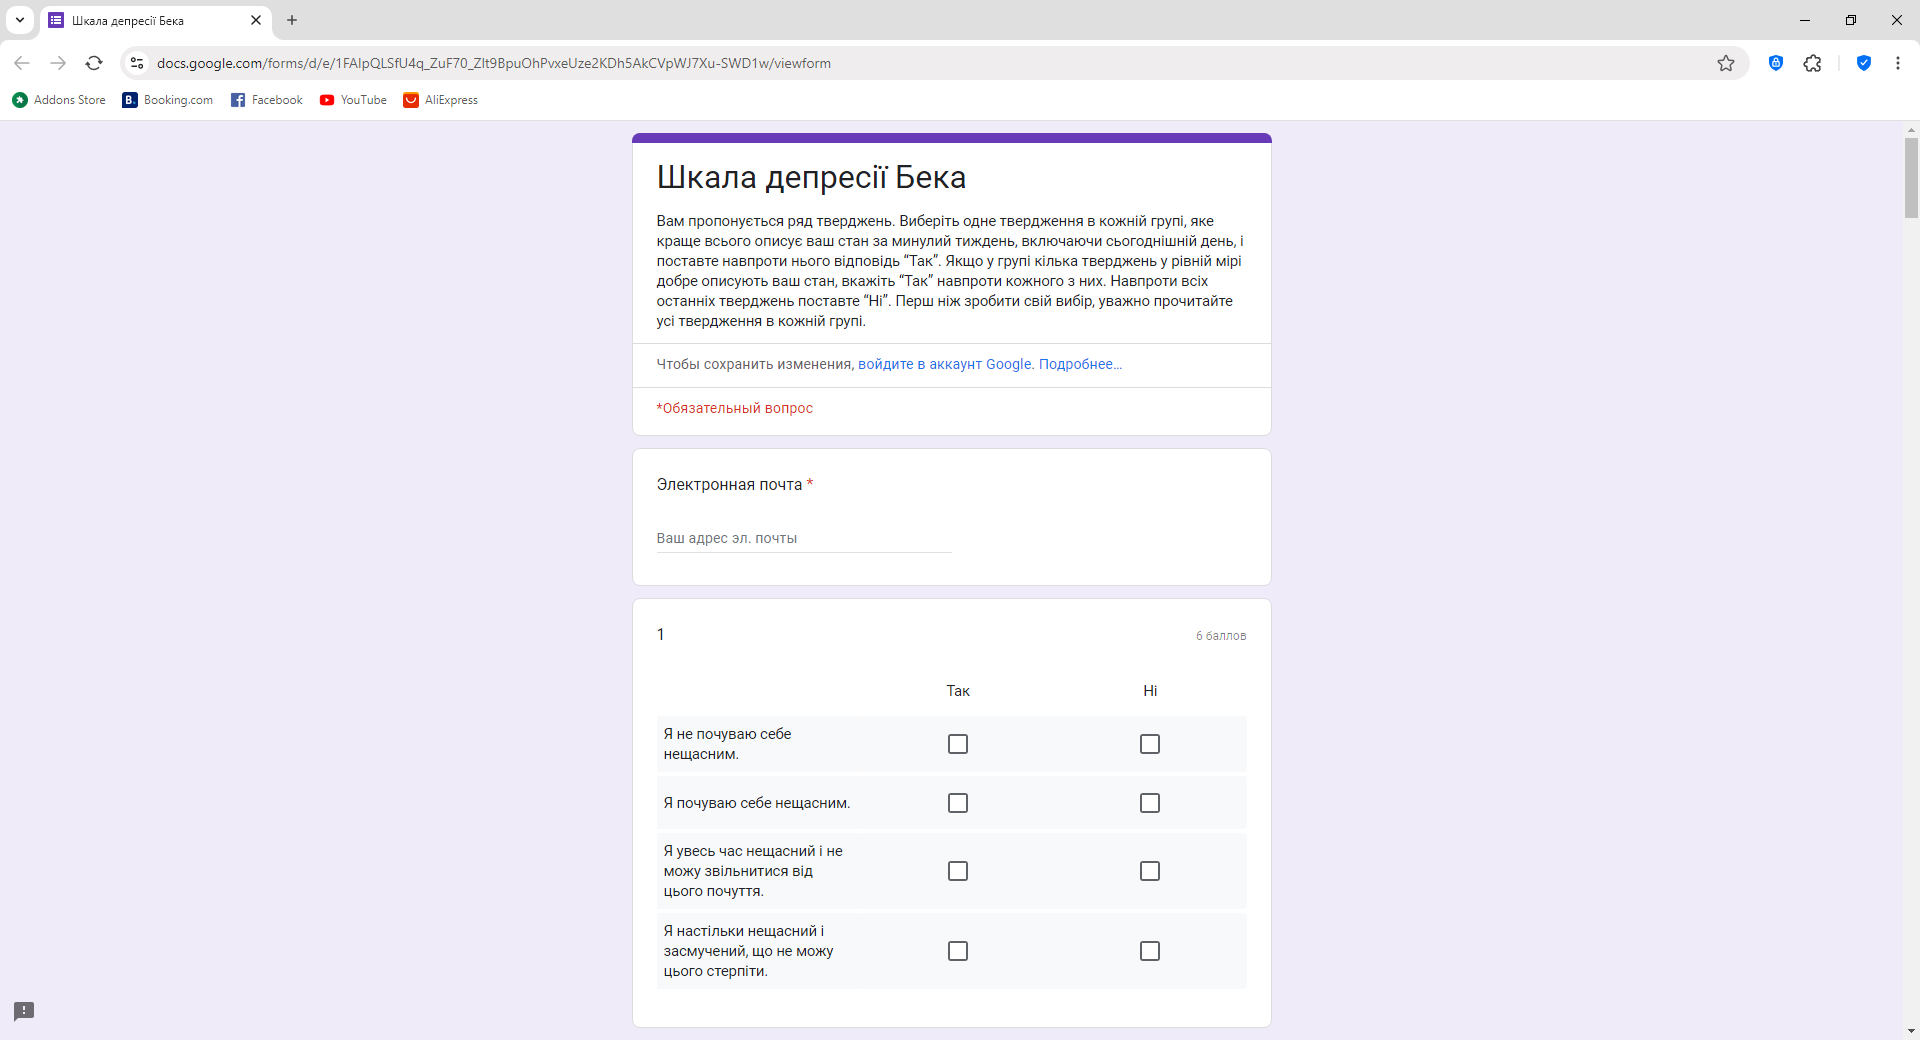 Шкала депресії Бека
docs.google.com/forms/d/e/1FAIpQLSfU4q_ZuF70_ZIt9BpuOhPvxeUze2KDh5AkCVpWJ7Xu-SWD1w/viewform
Addons Store
Booking.com
Facebook
YouTube
AliExpress
Шкала депресії Бека
Вам пропонується ряд тверджень. Виберіть одне твердження в кожній групі, яке
краще всього описує ваш стан за минулий тиждень, включаючи сьогоднішній день, і
поставте навпроти нього відповідь “Так”. Якщо у групі кілька тверджень у рівній мірі
добре описують ваш стан, вкажіть “Так” навпроти кожного з них. Навпроти всіх
останніх тверджень поставте “Ні”. Перш ніж зробити свій вибір, уважно прочитайте
усі твердження в кожній групі.
Чтобы сохранить изменения, войдите в аккаунт Google. Подробнее…
*Обязательный вопрос
Электронная почта *
Ваш адрес эл. почты
1
6 баллов
Так
Ні
Я не почуваю себе
нещасним.
Я почуваю себе нещасним.
Я увесь час нещасний і не
можу звільнитися від
цього почуття.
Я настільки нещасний і
засмучений, що не можу
цього стерпіти.